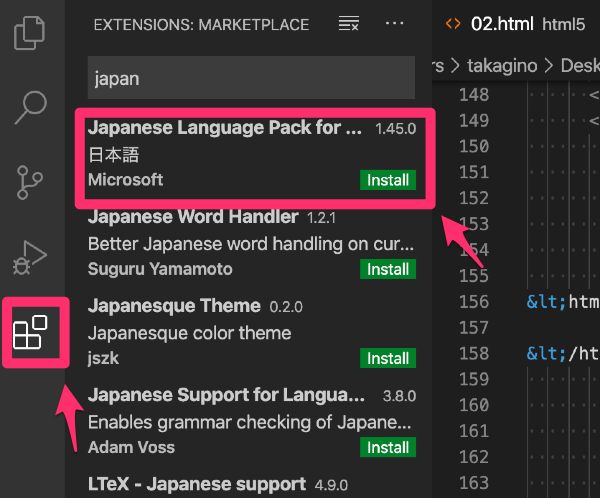 EXTENSIONS: MARKETPLACE
japan
Japanese Language Pack for ... 1.45.0
日本語
Microsoft Install
Japanese Word Handler 1.2.1
Better Japanese word handling on cur...
Suguru Yamamoto Install
Japanesque Theme 0.2.0
Japanesque color theme
jszk Install
Japanese Support for Langua... 3.8.0
Enables grammar checking of Japane...
Adam Voss Install
LTeX - Japanese support 4.9.0
<> 02.html html5
rs > takagino > Desk
148 <
149 <
150
151
152
153
154
155
156 &lt;htm
157
158 &lt;/ht
159
160
161
162
163